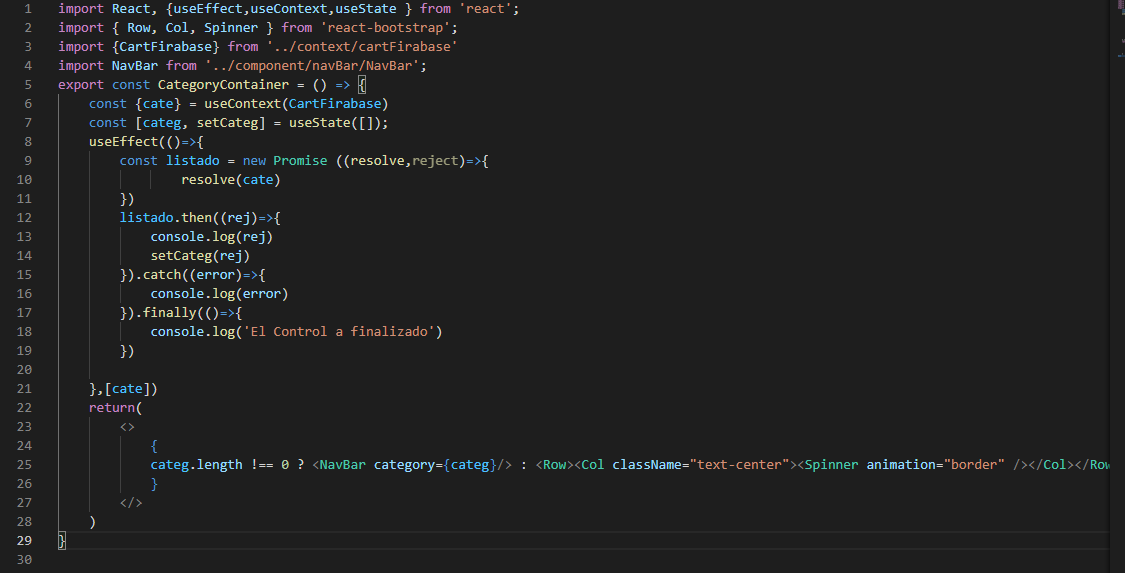 1 import React, {useEffect,useContext,useState } from 'react';
2 import { Row, Col, Spinner } from 'react-bootstrap';
3 import {CartFirabase} from '../context/cartFirabase'
4 import NavBar from '../component/navBar/NavBar';
5 export const CategoryContainer = () => {
6     const {cate} = useContext(CartFirabase)
7     const [categ, setCateg] = useState([]);
8     useEffect(()=>{
9         const listado = new Promise ((resolve,reject)=>{
10                 resolve(cate)
11         })
12         listado.then((rej)=>{
13             console.log(rej)
14             setCateg(rej)
15         }).catch((error)=>{
16             console.log(error)
17         }).finally(()=>{
18             console.log('El Control a finalizado')
19         })
20
21     },[cate])
22     return(
23         <>
24             {
25             categ.length !== 0 ? <NavBar category={categ}/> : <Row><Col className="text-center"><Spinner animation="border" /></Col></Row
26             }
27         </>
28     )
29 }
30